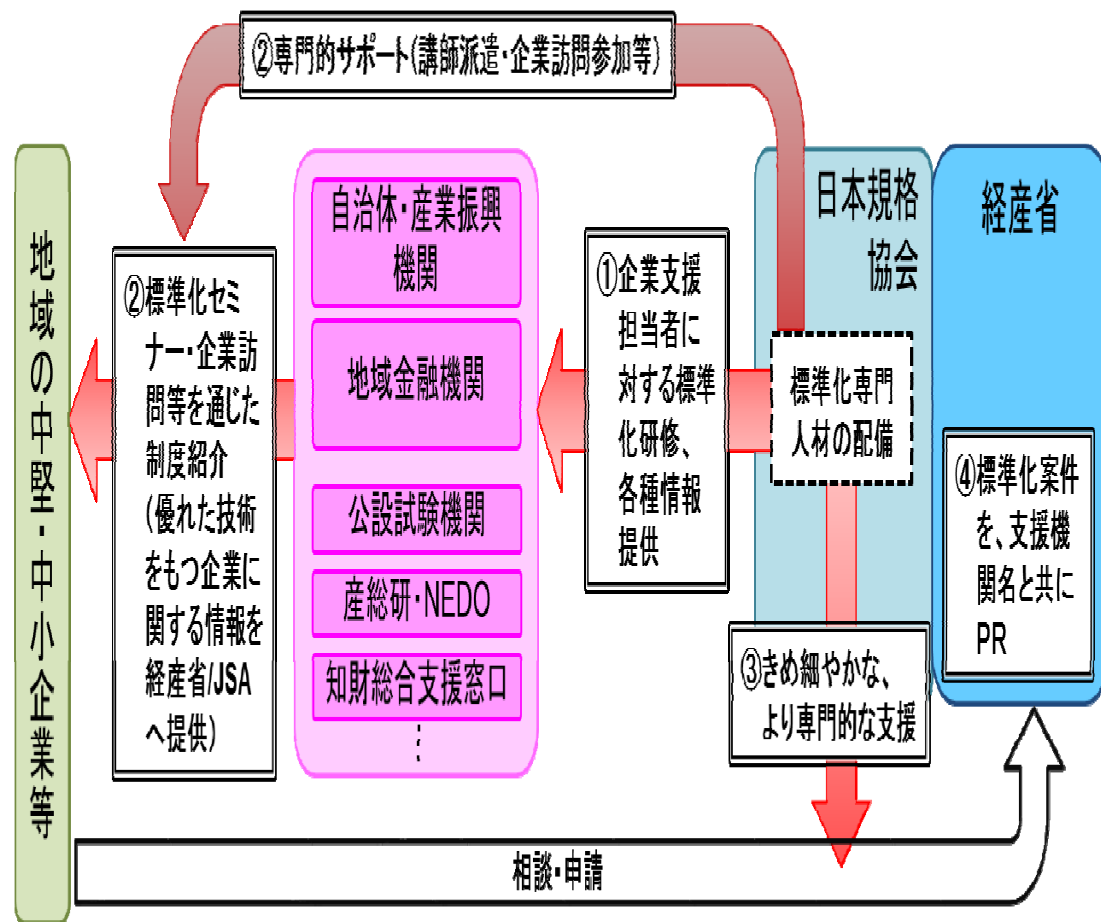 ②専門的サポート(講師派遣・企業訪問参加等)
地域の中堅・中小企業等
②標準化セミ
ナー・企業訪
問等を通じた
制度紹介
(優れた技術
をもつ企業に
関する情報を
経産省/JSA
へ提供)
自治体・産業振興
機関
地域金融機関
公設試験機関
産総研・NEDO
知財総合支援窓口
⋮
①企業支援
担当者に
対する標準
化研修、
各種情報
提供
日本規格
協会
標準化専門
人材の配備
③きめ細やかな、
より専門的な支援
経産省
④標準化案件
を、支援機
関名と共に
PR
相談・申請